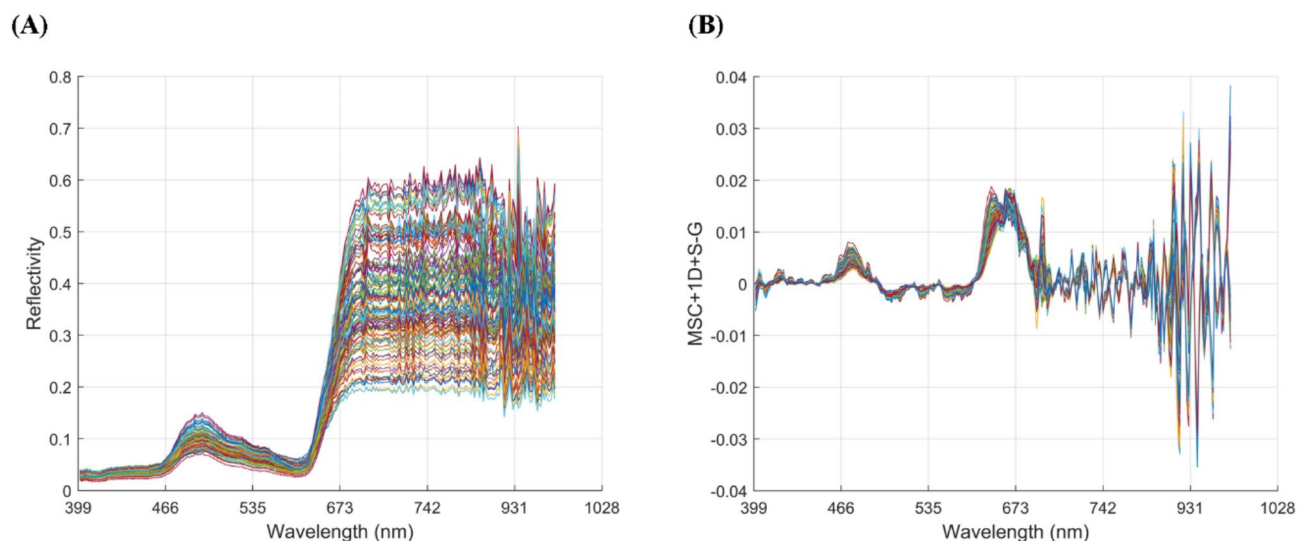 (A)
Reflectivity
0.8
0.7
0.6
0.5
0.4
0.3
0.2
0.1
0
399 466 535 673 742 931 1028
Wavelength (nm)
(B)
MSC+1D+S-G
0.04
0.03
0.02
0.01
0
-0.01
-0.02
-0.03
-0.04
399 466 535 673 742 931 1028
Wavelength (nm)